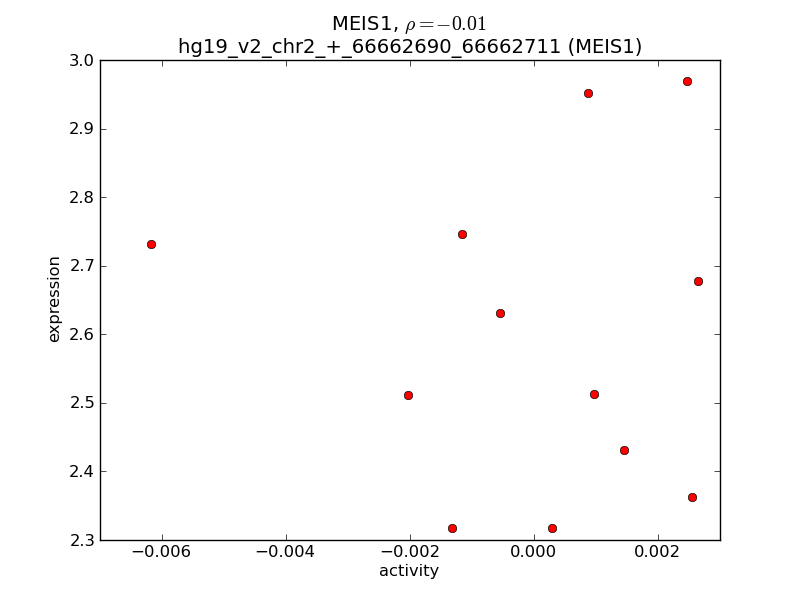 MEIS1, ρ=−0.01
hg19_v2_chr2_+_66662690_66662711 (MEIS1)
3.0
2.9
2.8
2.7
2.6
2.5
2.4
2.3
expression
−0.006 −0.004 −0.002 0.000 0.002
activity